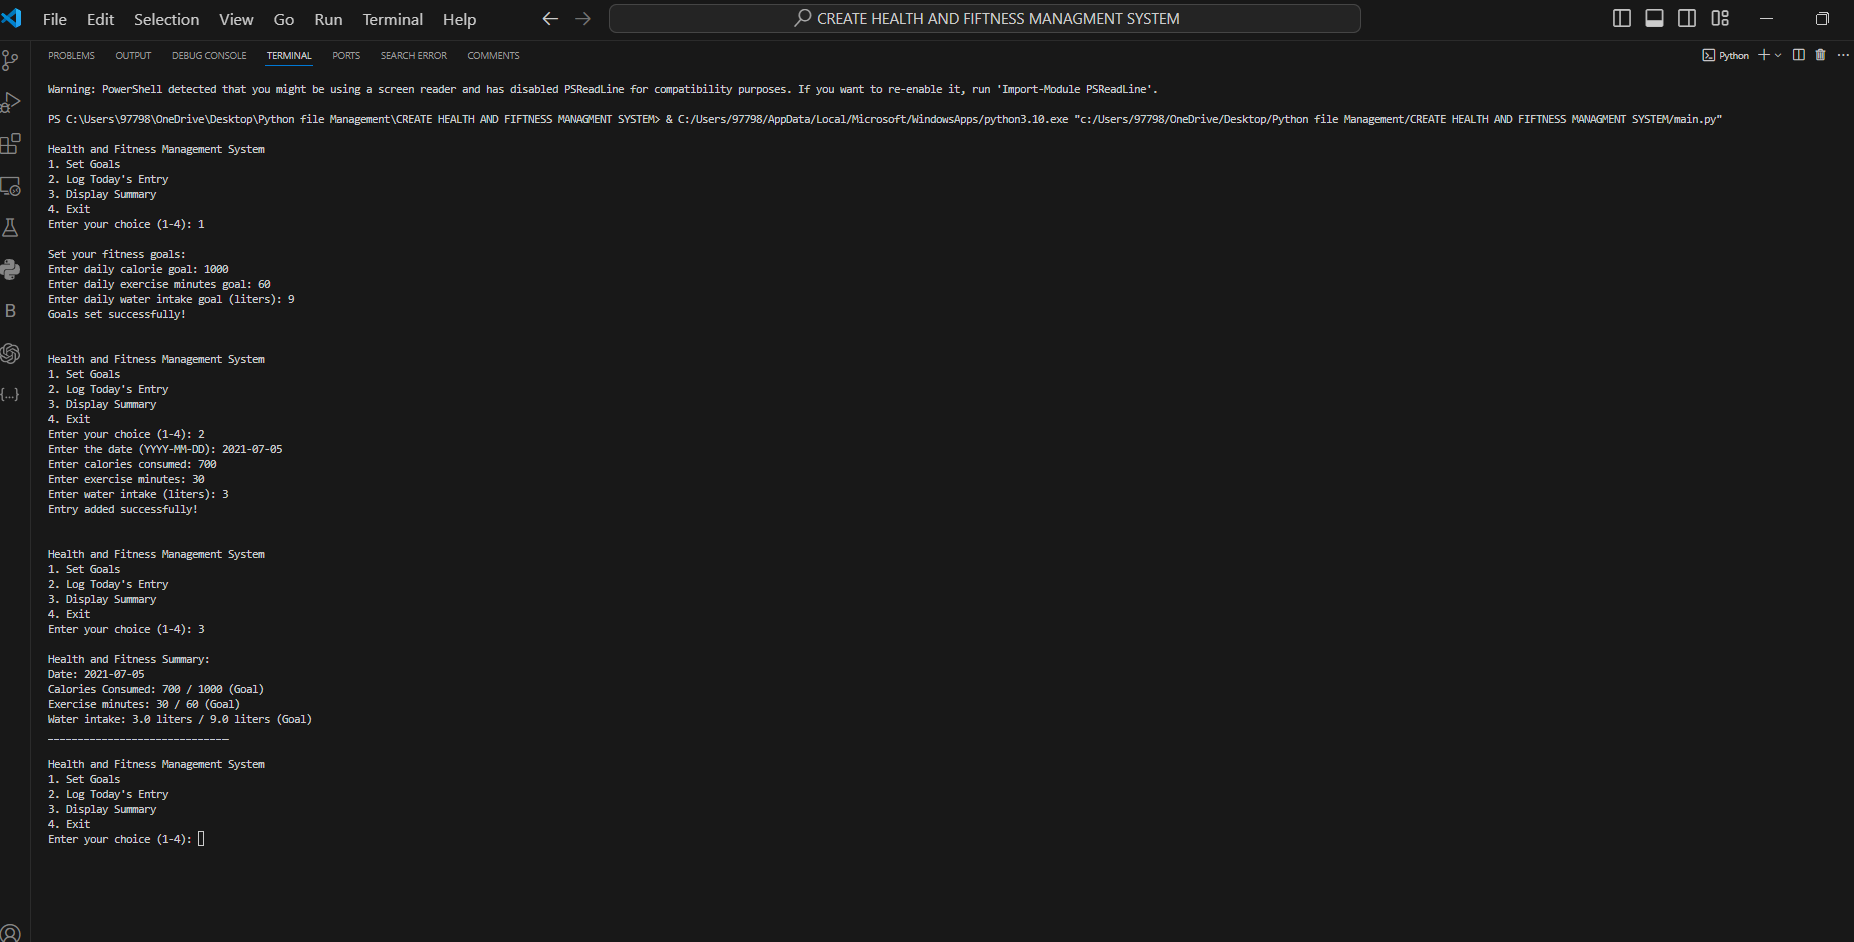 File Edit Selection View Go Run Terminal Help
CREATE HEALTH AND FIFTNESS MANAGMENT SYSTEM
PROBLEMS OUTPUT DEBUG CONSOLE TERMINAL PORTS SEARCH ERROR COMMENTS
Python
Warning: PowerShell detected that you might be using a screen reader and has disabled PSReadLine for compatibility purposes. If you want to re-enable it, run 'Import-Module PSReadLine'.
PS C:\Users\97798\OneDrive\Desktop\Python file Management\CREATE HEALTH AND FIFTNESS MANAGMENT SYSTEM> & C:/Users/97798/AppData/Local/Microsoft/WindowsApps/python3.10.exe "c:/Users/97798/OneDrive/Desktop/Python file Management/CREATE HEALTH AND FIFTNESS MANAGMENT SYSTEM/main.py"
Health and Fitness Management System
1. Set Goals
2. Log Today's Entry
3. Display Summary
4. Exit
Enter your choice (1-4): 1
Set your fitness goals:
Enter daily calorie goal: 1000
Enter daily exercise minutes goal: 60
Enter daily water intake goal (liters): 9
Goals set successfully!
Health and Fitness Management System
1. Set Goals
2. Log Today's Entry
3. Display Summary
4. Exit
Enter your choice (1-4): 2
Enter the date (YYYY-MM-DD): 2021-07-05
Enter calories consumed: 700
Enter exercise minutes: 30
Enter water intake (liters): 3
Entry added successfully!
Health and Fitness Management System
1. Set Goals
2. Log Today's Entry
3. Display Summary
4. Exit
Enter your choice (1-4): 3
Health and Fitness Summary:
Date: 2021-07-05
Calories Consumed: 700 / 1000 (Goal)
Exercise minutes: 30 / 60 (Goal)
Water intake: 3.0 liters / 9.0 liters (Goal)
------------------------------
Health and Fitness Management System
1. Set Goals
2. Log Today's Entry
3. Display Summary
4. Exit
Enter your choice (1-4):
B
{...}